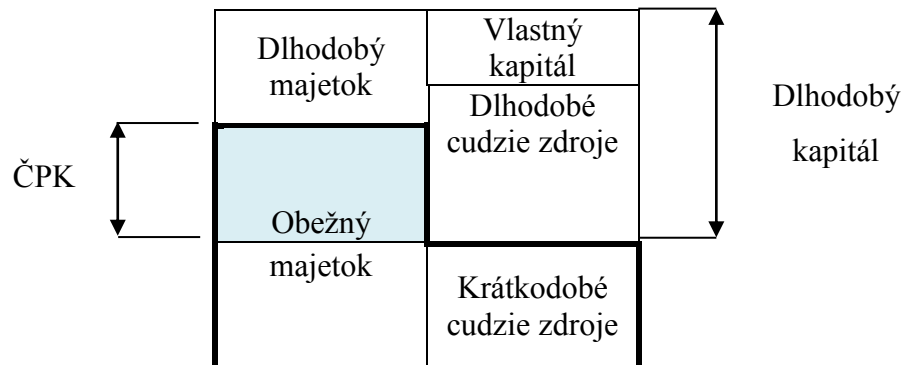 Dlhodobý
majetok
Vlastný
kapitál
Dlhodobé
cudzie zdroje
Dlhodobý
kapitál
ČPK
Obežný
majetok
Krátkodobé
cudzie zdroje